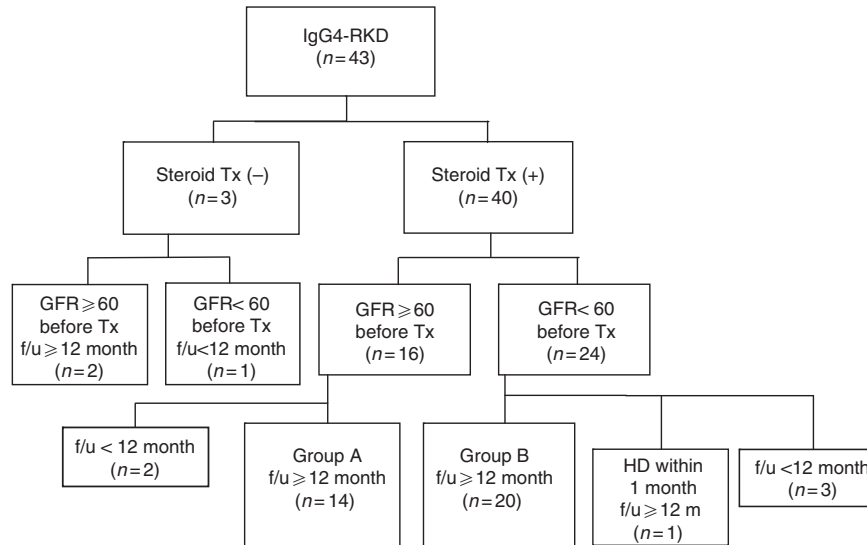 IgG4-RKD
(n=43)
Steroid Tx (–)
(n=3)
Steroid Tx (+)
(n=40)
GFR⩾60
before Tx
f/u⩾12 month
(n=2)
GFR<60
before Tx
f/u<12 month
(n=1)
GFR⩾60
before Tx
(n=16)
GFR<60
before Tx
(n=24)
f/u<12 month
(n=2)
Group A
f/u⩾12 month
(n=14)
Group B
f/u⩾12 month
(n=20)
HD within
1 month
f/u⩾12 m
(n=1)
f/u<12 month
(n=3)